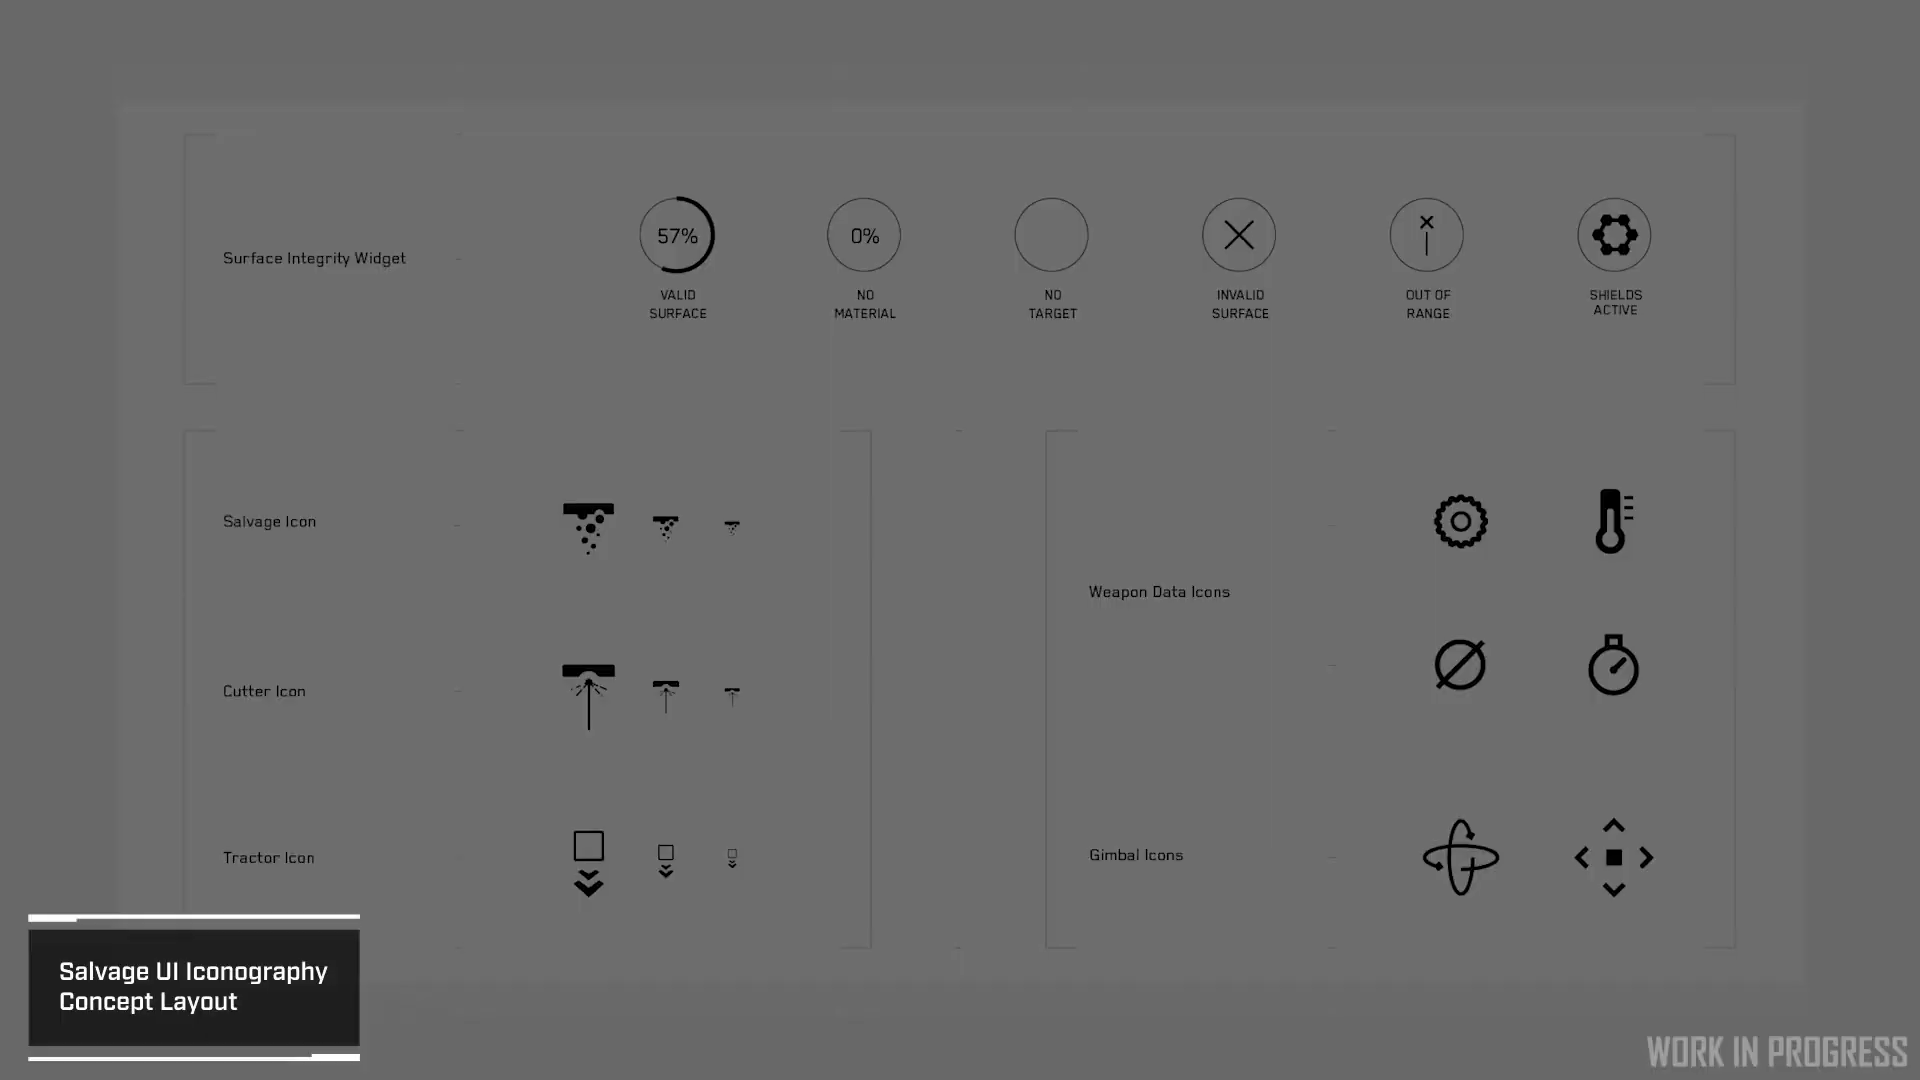 Surface Integrity Widget
57%
VALID
SURFACE
0%
NO
MATERIAL
NO
TARGET
INVALID
SURFACE
OUT OF
RANGE
SHIELDS
ACTIVE
Salvage Icon
Cutter Icon
Tractor Icon
Weapon Data Icons
Gimbal Icons
Salvage UI Iconography
Concept Layout
WORK IN PROGRESS